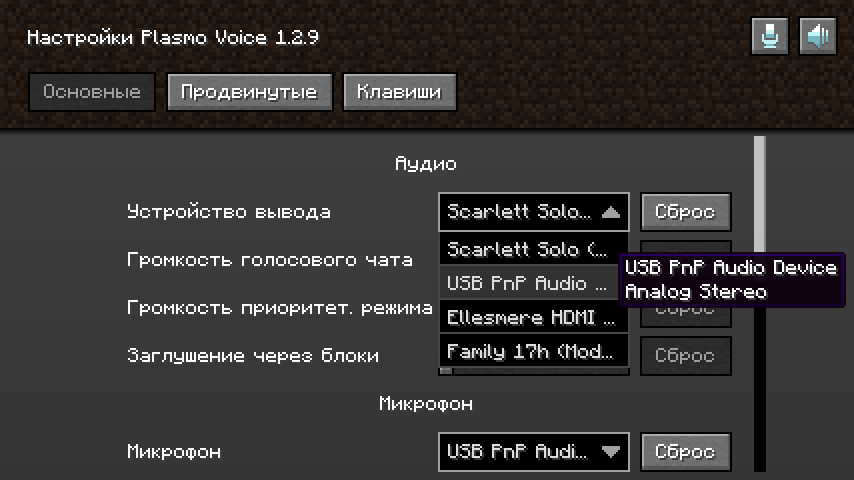 Настройки Plasmo Voice 1.2.9
Основные
Продвинутые
Клавиши
Аудио
Устройство вывода
Scarlett Solo...
Сброс
Scarlett Solo (...
Громкость голосового чата
USB PnP Audio ...
USB PnP Audio Device
Analog Stereo
Громкость приоритет. режима
Ellesmere HDMI ...
Сброс
Заглушение через блоки
Family 17h (Mod...
Сброс
Микрофон
Микрофон
USB PnP Audi...
Сброс